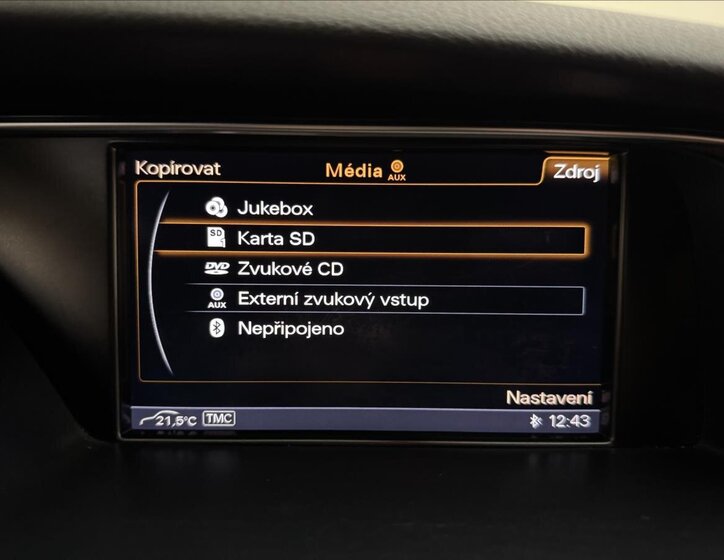 Kopírovat Média AUX Zdroj
Jukebox
SD Karta SD
DVD Zvukové CD
AUX Externí zvukový vstup
Nepřipojeno
Nastavení
21,5°C TMC 12:43